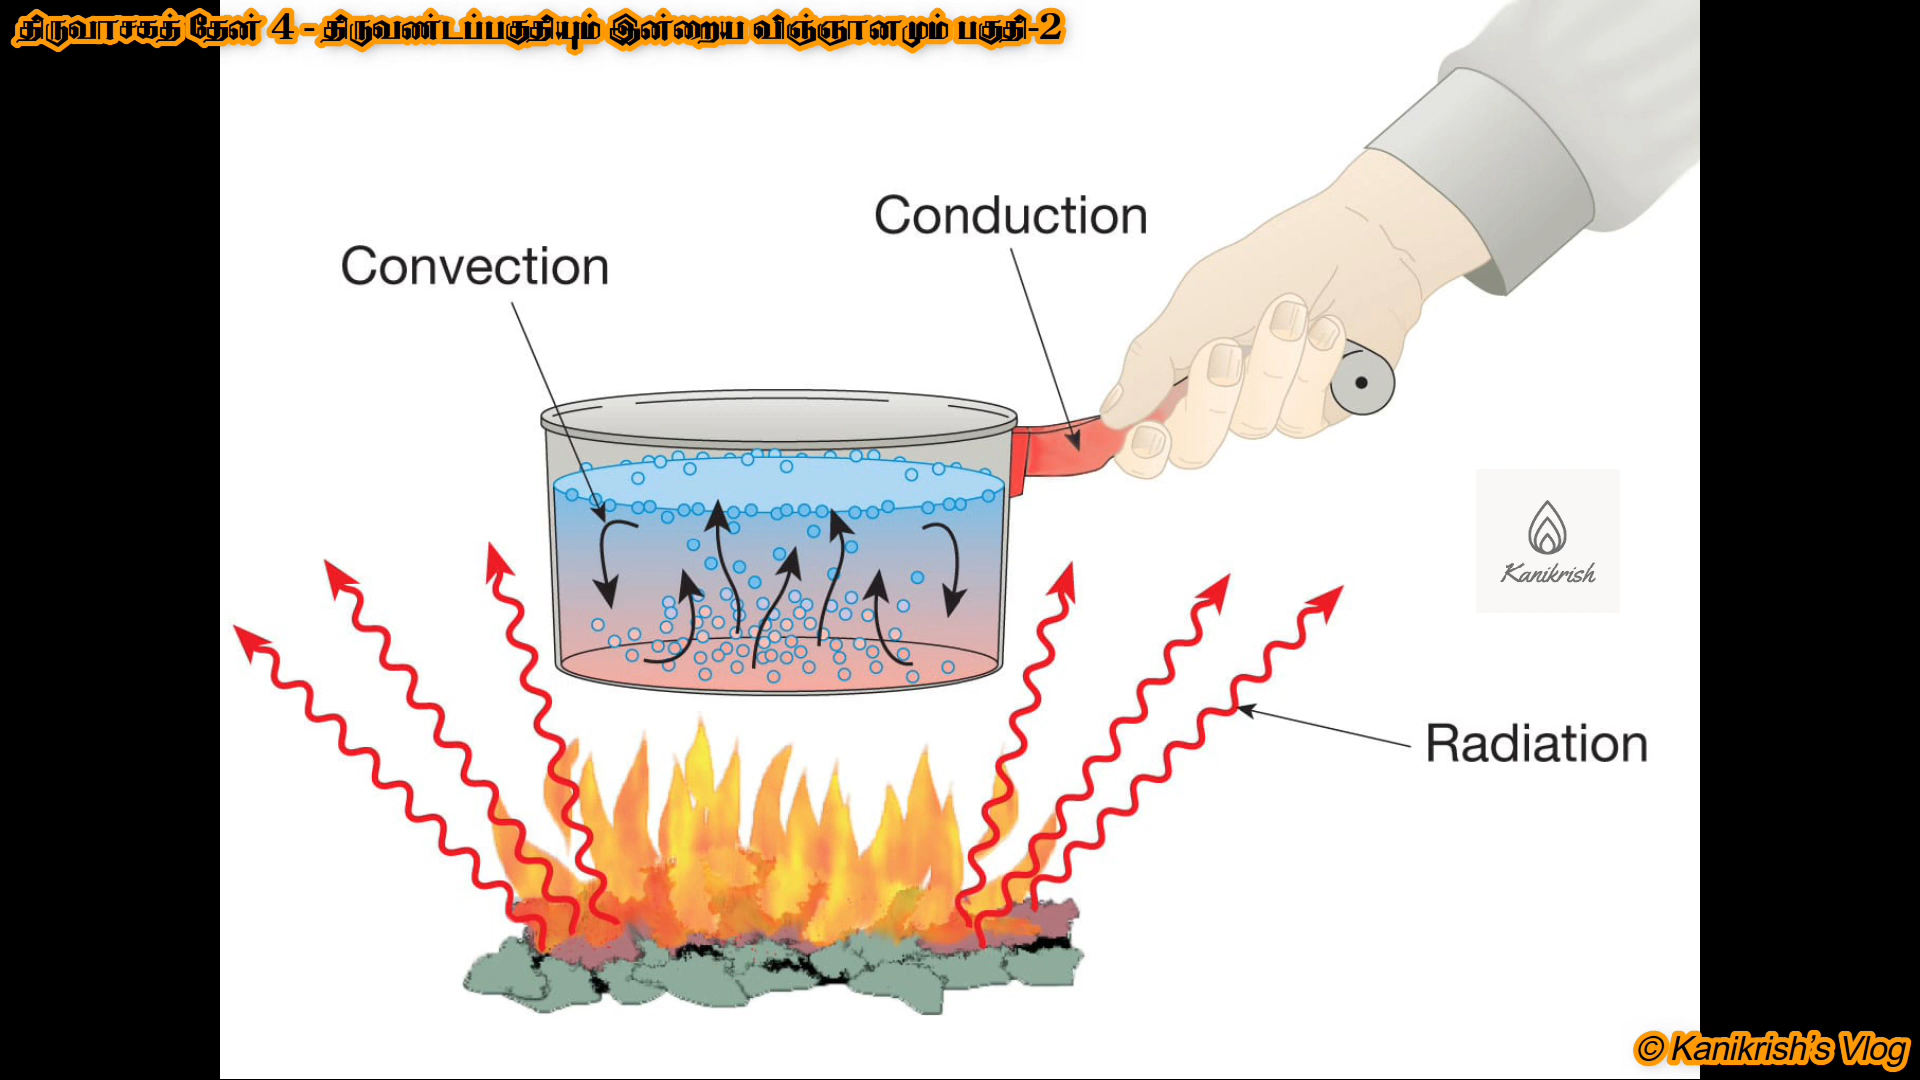 திருவாசகத் தேன் 4 - திருவண்டப்பகுதியும் இன்றைய விஞ்ஞானமும் பகுதி-2
Conduction
Convection
Kanikrish
Radiation
© Kanikrish's Vlog